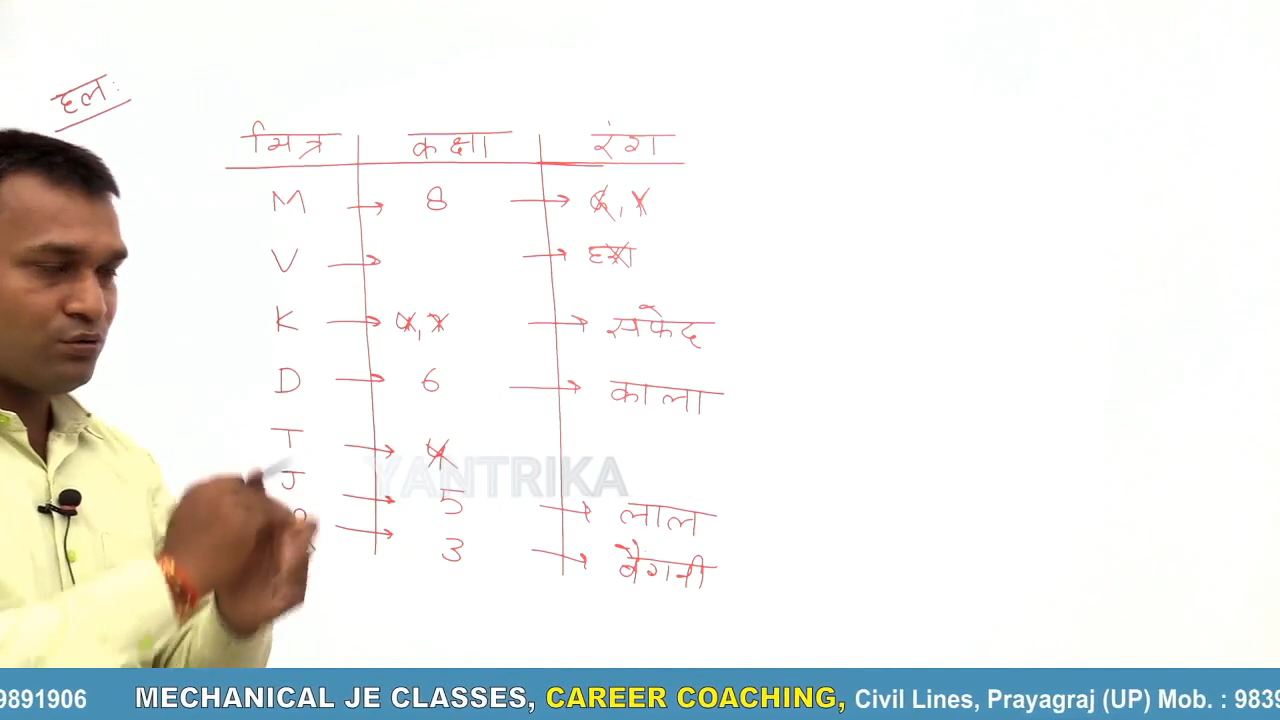 हल:
मित्र कक्षा रंग
M → 8 →
V → →
K → → सफेद
D → 6 → काला
T →
J → 5 → लाल
→ 3 → बैगनी
YANTRIKA
9891906 MECHANICAL JE CLASSES, CAREER COACHING, Civil Lines, Prayagraj (UP) Mob. : 9839